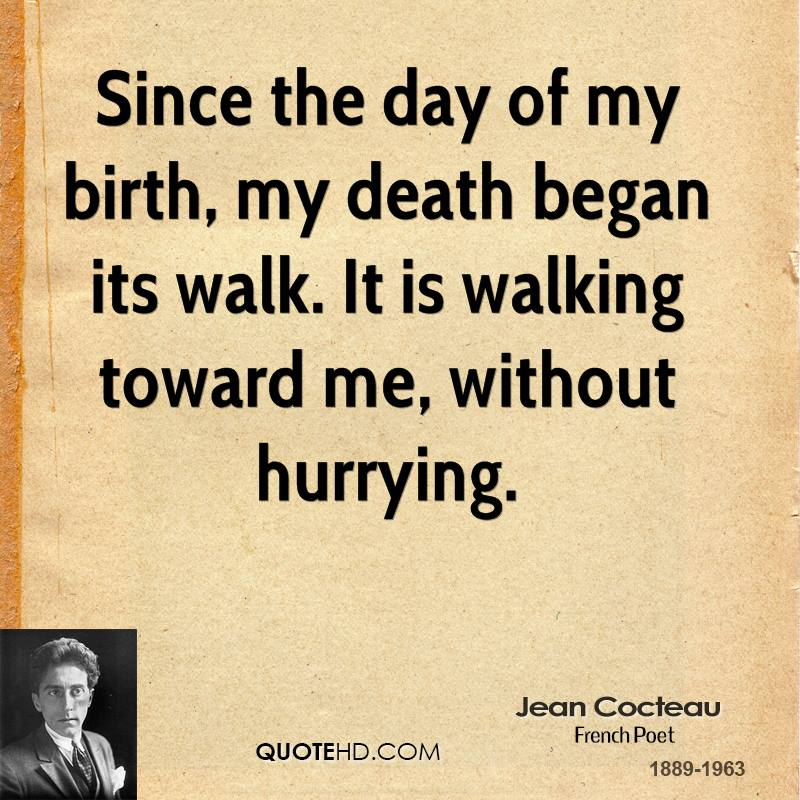 Since the day of my
birth, my death began
its walk. It is walking
toward me, without
hurrying.
Jean Cocteau
French Poet
QUOTEHD.COM
1889-1963